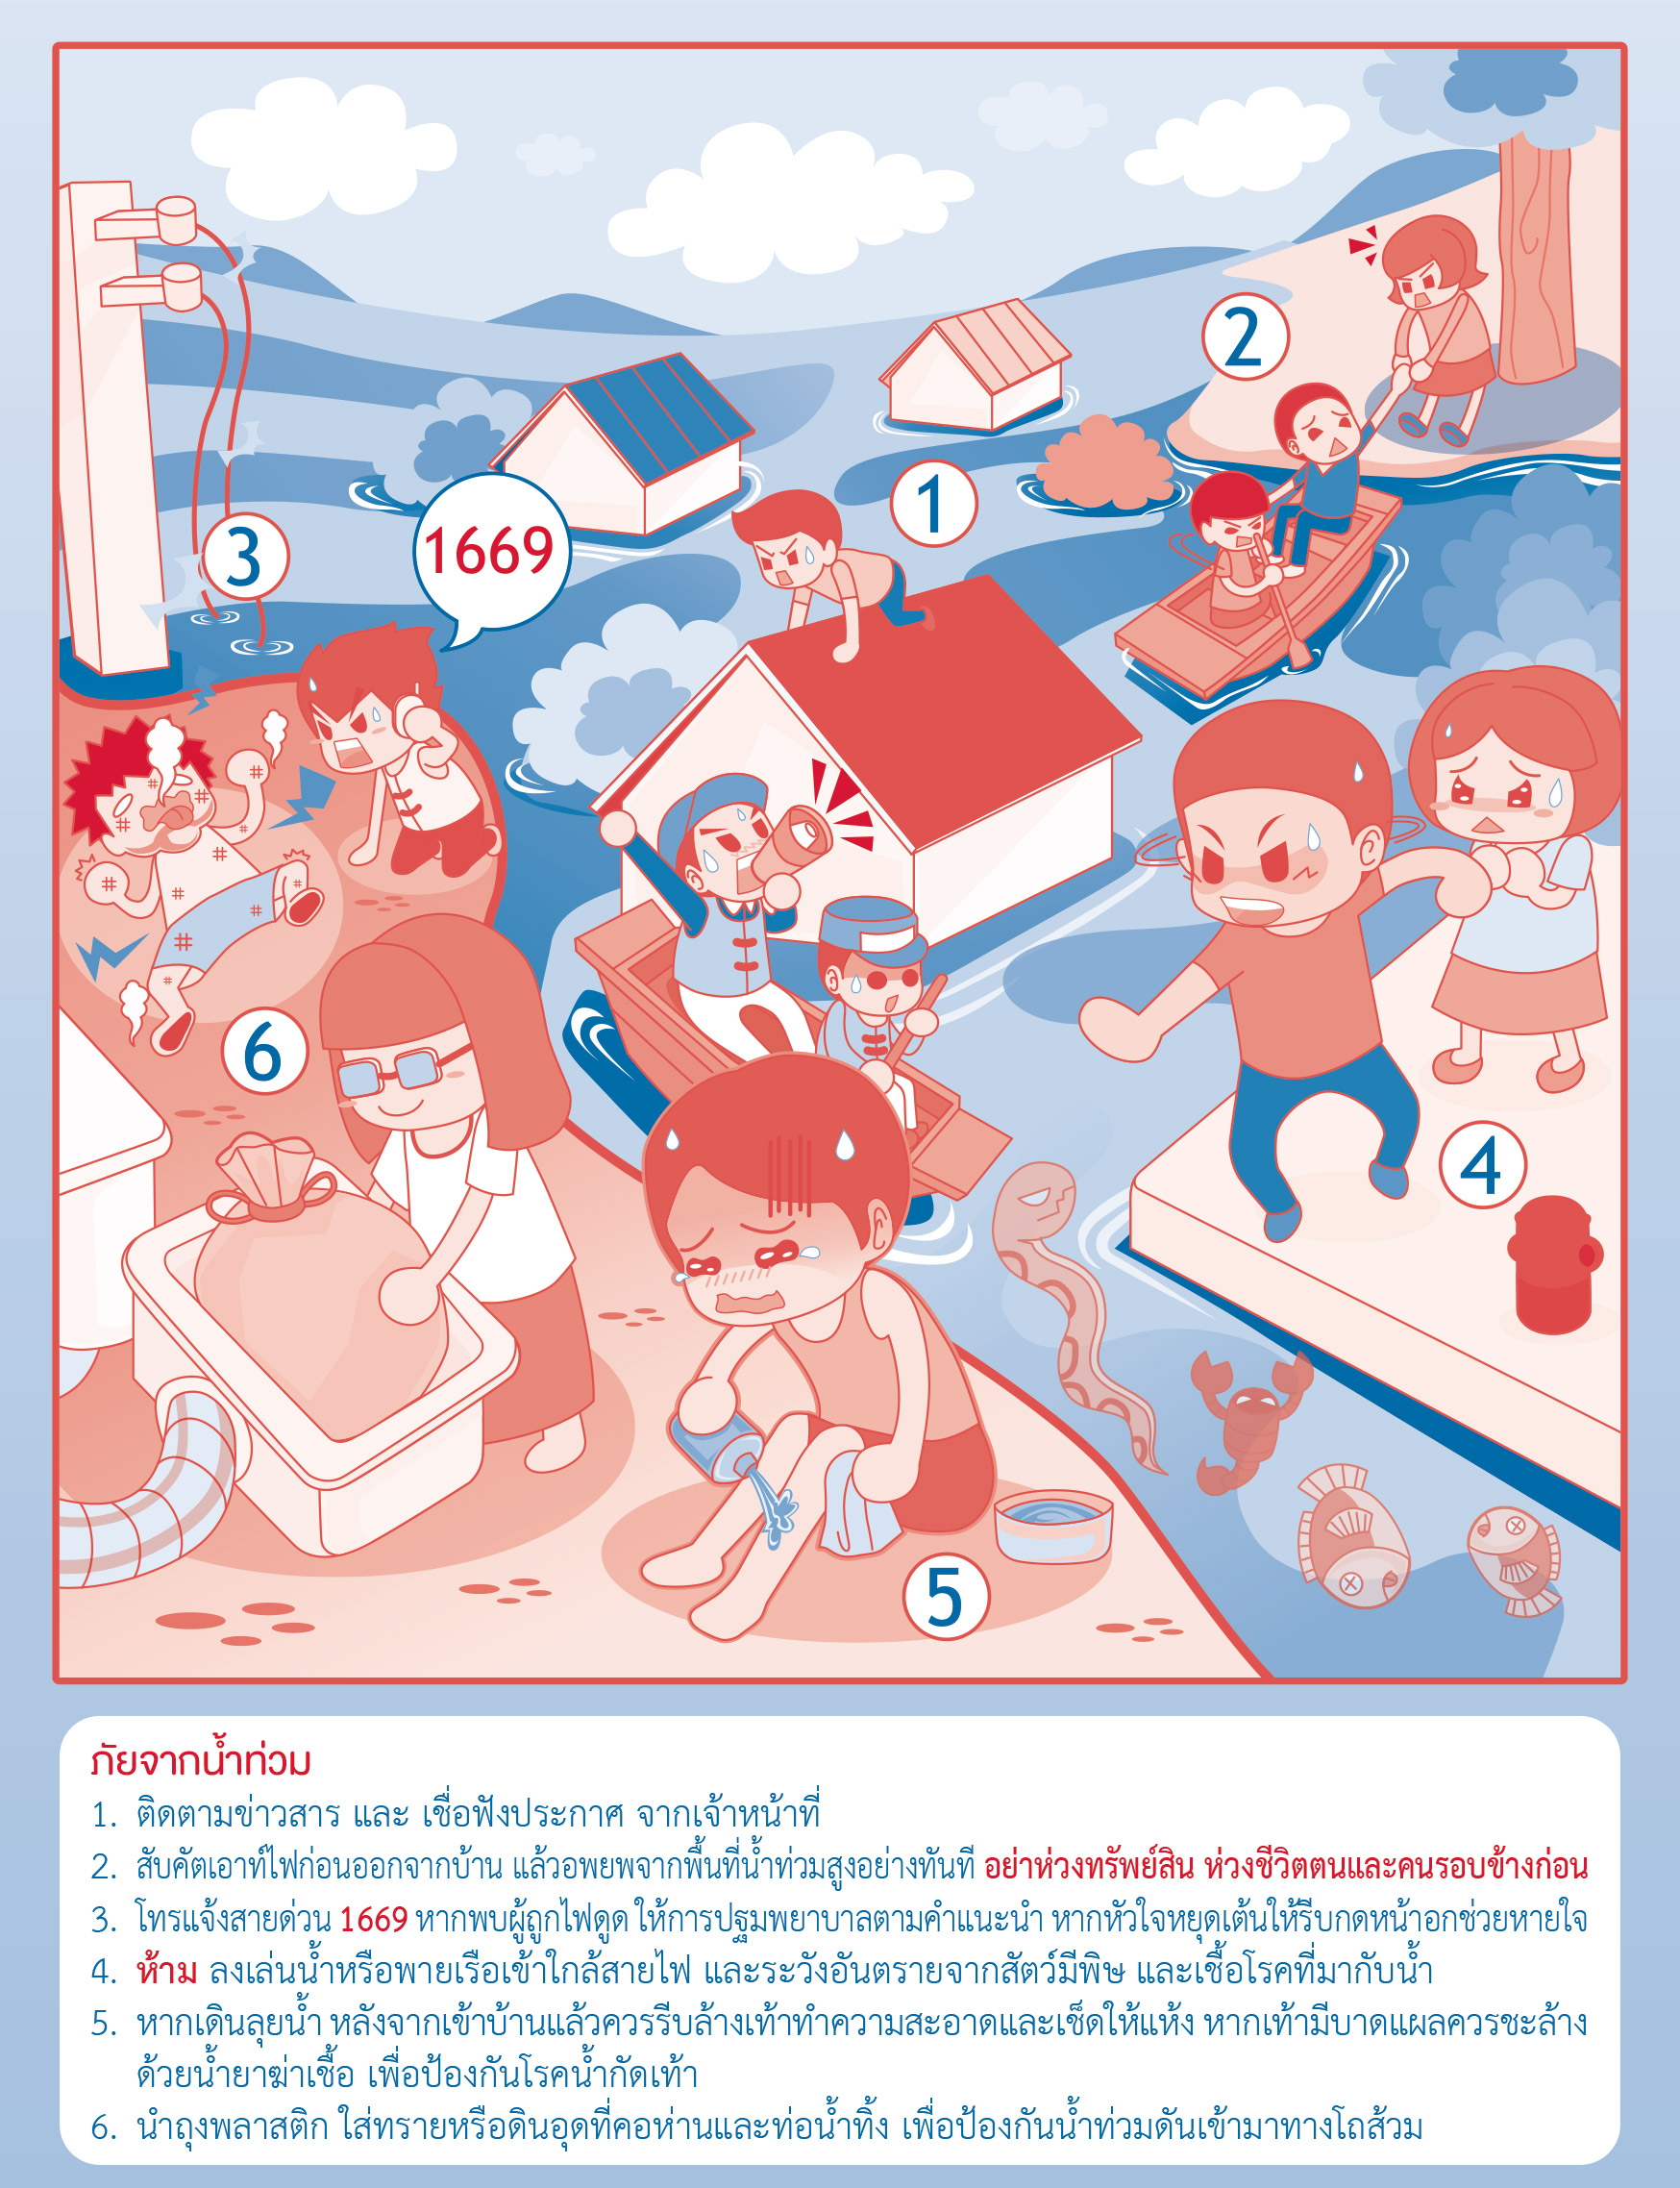 2
1
3
1669
6
4
5
ภัยจากน้ำท่วม
1. ติดตามข่าวสาร และ เชื่อฟังประกาศ จากเจ้าหน้าที่
2. สับคัตเอาท์ไฟก่อนออกจากบ้าน แล้วอพยพจากพื้นที่น้ำท่วมสูงอย่างทันที อย่าห่วงทรัพย์สิน ห่วงชีวิตตนและคนรอบข้างก่อน
3. โทรแจ้งสายด่วน 1669 หากพบผู้ถูกไฟดูด ให้การปฐมพยาบาลตามคำแนะนำ หากหัวใจหยุดเต้นให้รีบกดหน้าอกช่วยหายใจ
4. ห้าม ลงเล่นน้ำหรือพายเรือเข้าใกล้สายไฟ และระวังอันตรายจากสัตว์มีพิษ และเชื้อโรคที่มากับน้ำ
5. หากเดินลุยน้ำ หลังจากเข้าบ้านแล้วควรรีบล้างเท้าทำความสะอาดและเช็ดให้แห้ง หากเท้ามีบาดแผลควรชะล้าง
ด้วยน้ำยาฆ่าเชื้อ เพื่อป้องกันโรคน้ำกัดเท้า
6. นำถุงพลาสติก ใส่ทรายหรือดินอุดที่คอห่านและท่อน้ำทิ้ง เพื่อป้องกันน้ำท่วมดันเข้ามาทางโถส้วม